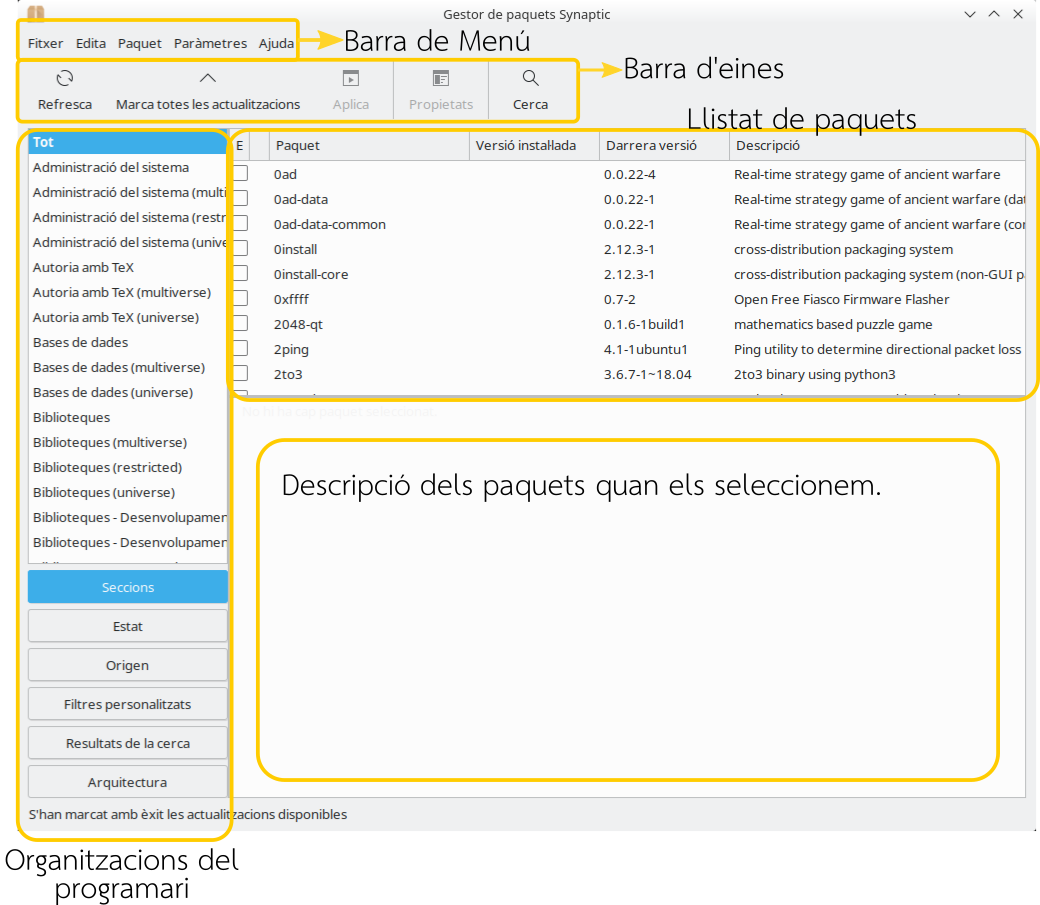 Gestor de paquets Synaptic
Fitxer Edita Paquet Paràmetres Ajuda
Barra de Menú
Barra d'eines
Refresca Marca totes les actualitzacions Aplica Propietats Cerca
Llistat de paquets
Tot
Administració del sistema
Administració del sistema (multi
Administració del sistema (restr
Administració del sistema (unive
Autoria amb TeX
Autoria amb TeX (multiverse)
Autoria amb TeX (universe)
Bases de dades
Bases de dades (multiverse)
Bases de dades (universe)
Biblioteques
Biblioteques (multiverse)
Biblioteques (restricted)
Biblioteques (universe)
Biblioteques - Desenvolupamen
Biblioteques - Desenvolupamen
Seccions
Estat
Origen
Filtres personalitzats
Resultats de la cerca
Arquitectura
E Paquet Versió instal·lada Darrera versió Descripció
0ad 0.0.22-4 Real-time strategy game of ancient warfare
0ad-data 0.0.22-1 Real-time strategy game of ancient warfare (dat
0ad-data-common 0.0.22-1 Real-time strategy game of ancient warfare (cor
0install 2.12.3-1 cross-distribution packaging system
0install-core 2.12.3-1 cross-distribution packaging system (non-GUI pa
0xffff 0.7-2 Open Free Fiasco Firmware Flasher
2048-qt 0.1.6-1build1 mathematics based puzzle game
2ping 4.1-1ubuntu1 Ping utility to determine directional packet loss
2to3 3.6.7-1~18.04 2to3 binary using python3
No hi ha cap paquet seleccionat.
Descripció dels paquets quan els seleccionem.
S'han marcat amb èxit les actualitzacions disponibles
Organitzacions del
programari